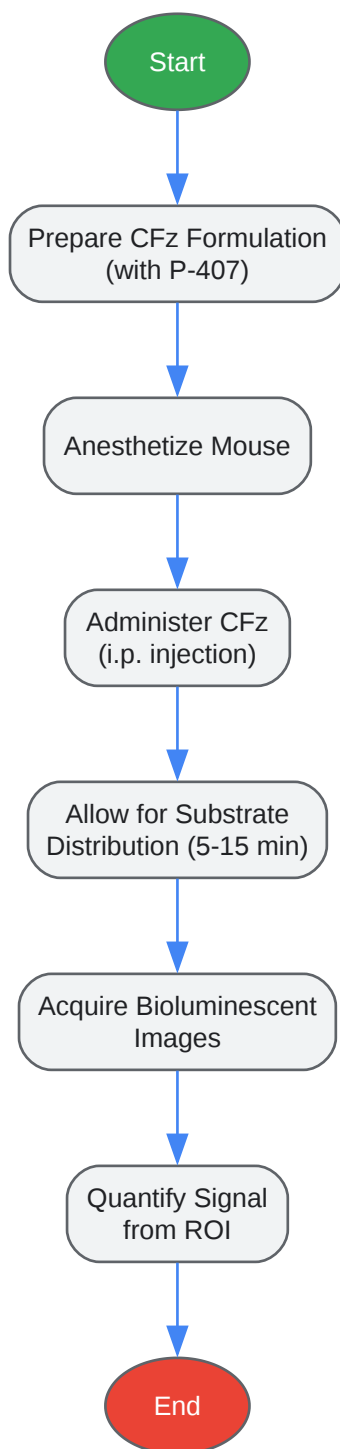 Start
Prepare CFz Formulation
(with P-407)
Anesthetize Mouse
Administer CFz
(i.p. injection)
Allow for Substrate
Distribution (5-15 min)
Acquire Bioluminescent
Images
Quantify Signal
from ROI
End